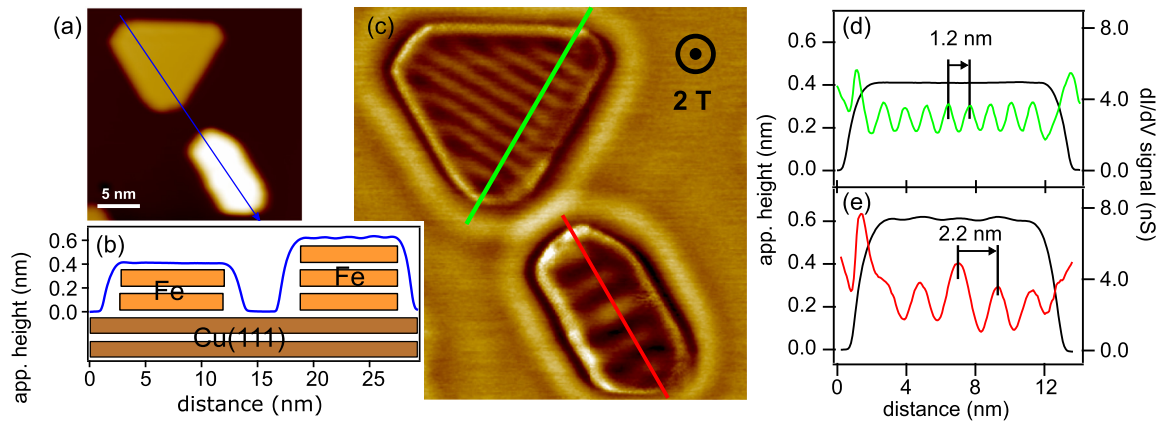 (a)
5 nm
(b)
app. height (nm)
0.6
0.4
0.2
0.0
Fe
Fe
Cu(111)
0 5 10 15 20 25
distance (nm)
(c)
2 T
(d)
1.2 nm
app. height (nm)
0.6
0.4
0.2
0.0
8.0
4.0
0.0
dI/dV signal (nS)
(e)
2.2 nm
0.6
0.4
0.2
0.0
8.0
4.0
0.0
0 4 8 12
distance (nm)